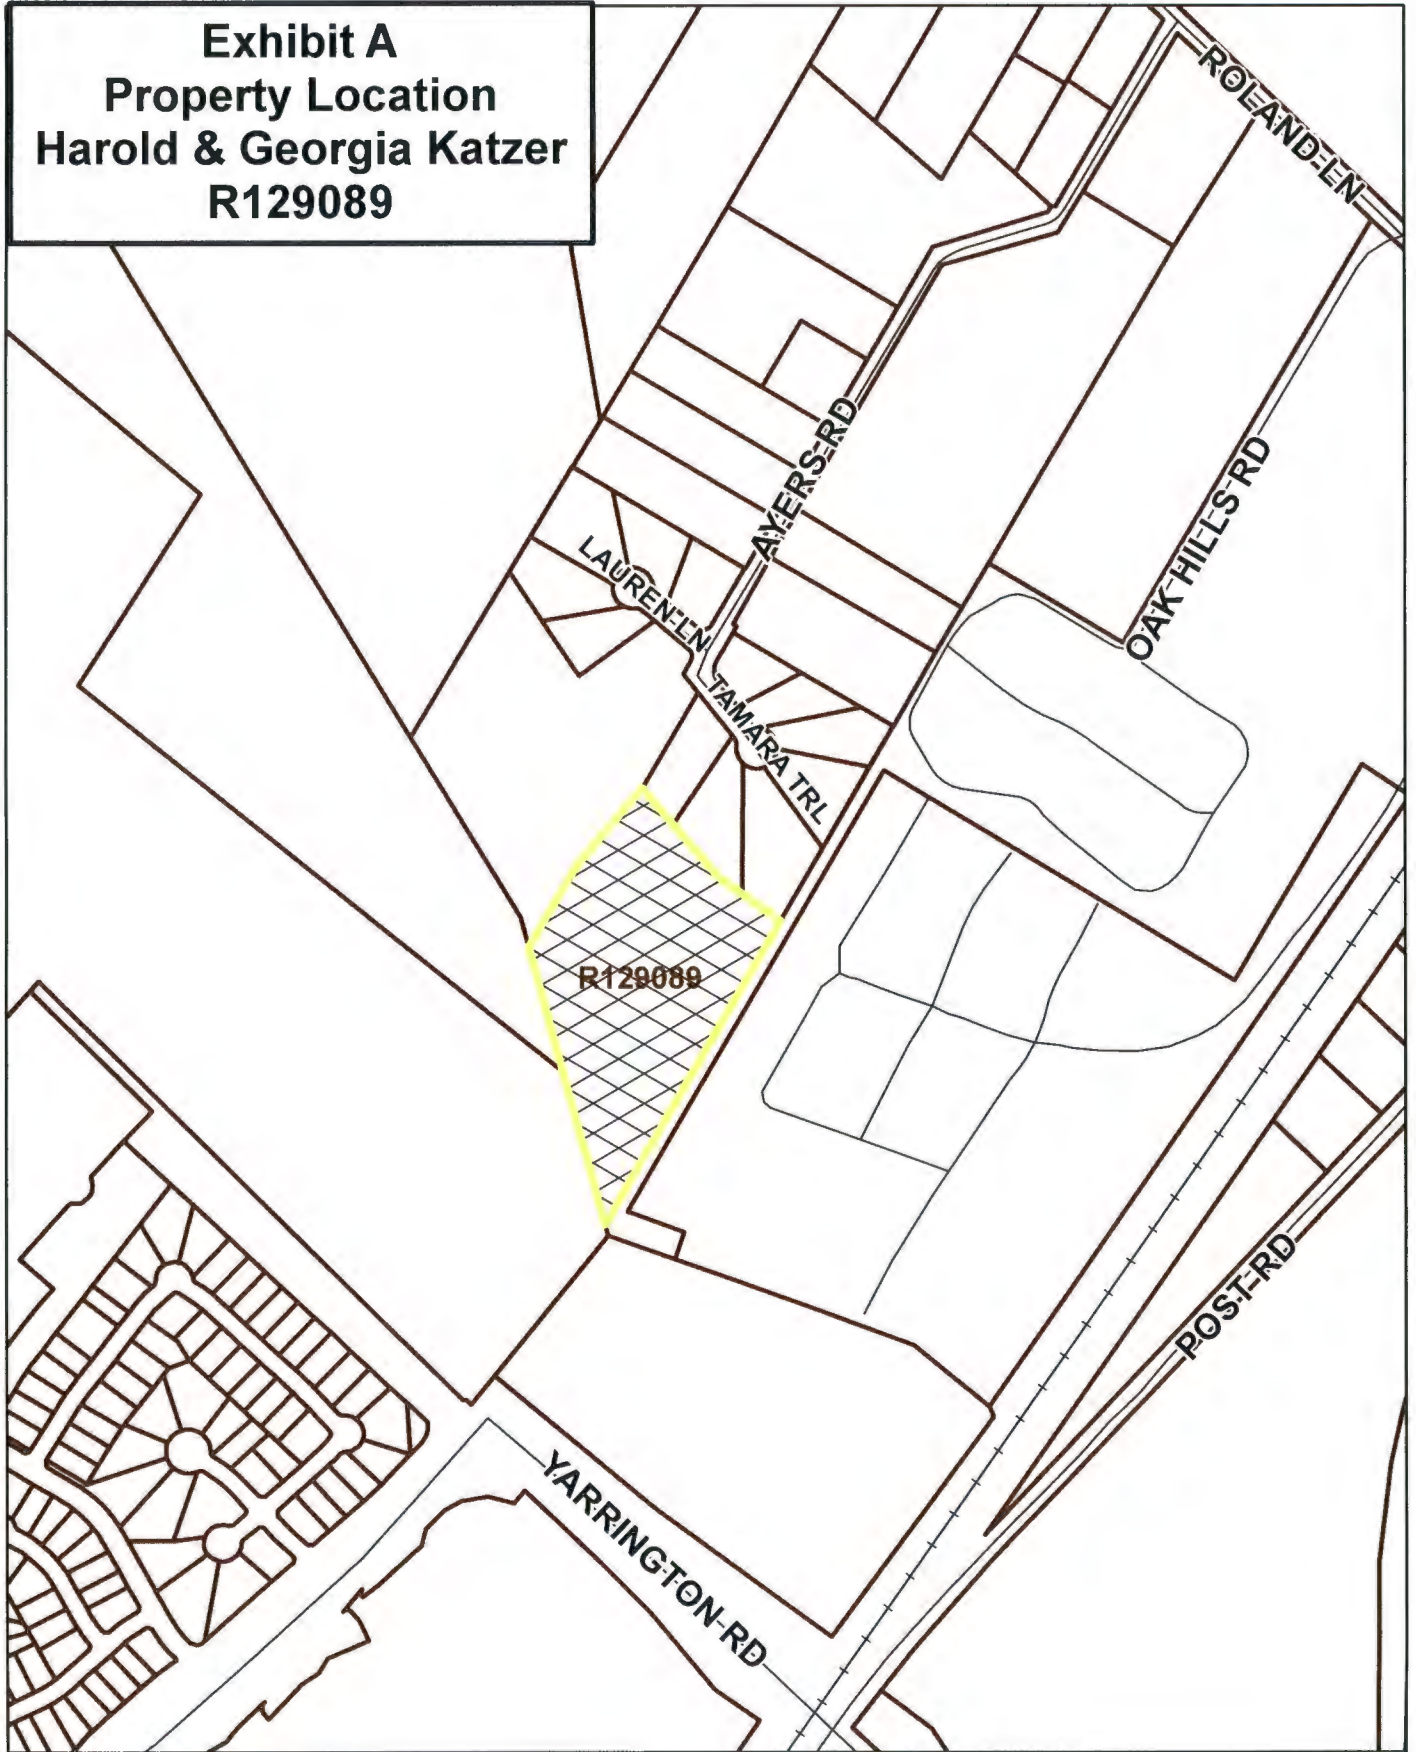 Exhibit A
Property Location
Harold & Georgia Katzer
R129089
ROLAND LN
AYERS RD
OAK HILLS RD
LAUREN LN
TAMARA TRL
R129089
POST RD
YARRINGTON RD